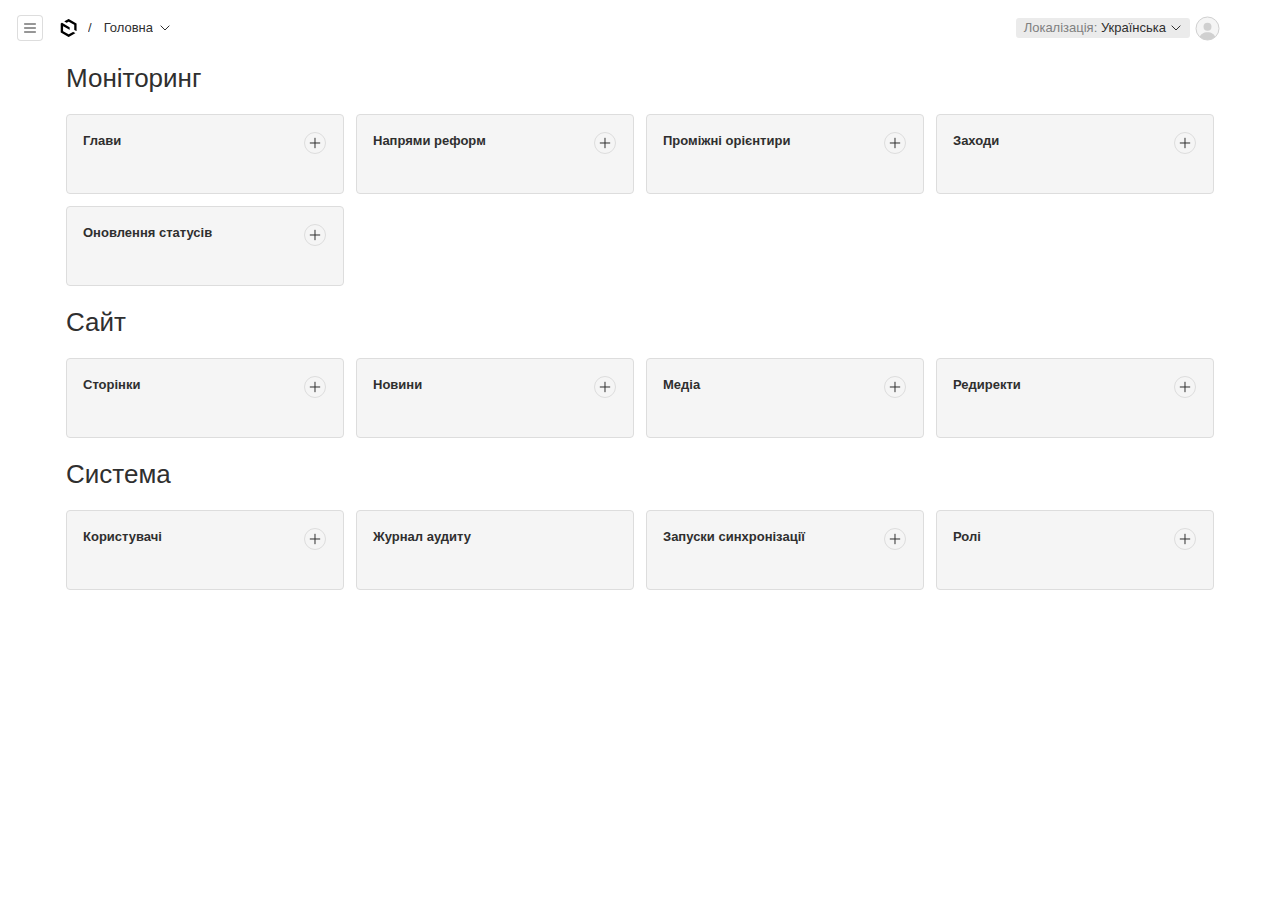 / Головна
Локалізація: Українська
Моніторинг
Глави
Напрями реформ
Проміжні орієнтири
Заходи
Оновлення статусів
Сайт
Сторінки
Новини
Медіа
Редиректи
Система
Користувачі
Журнал аудиту
Запуски синхронізації
Ролі